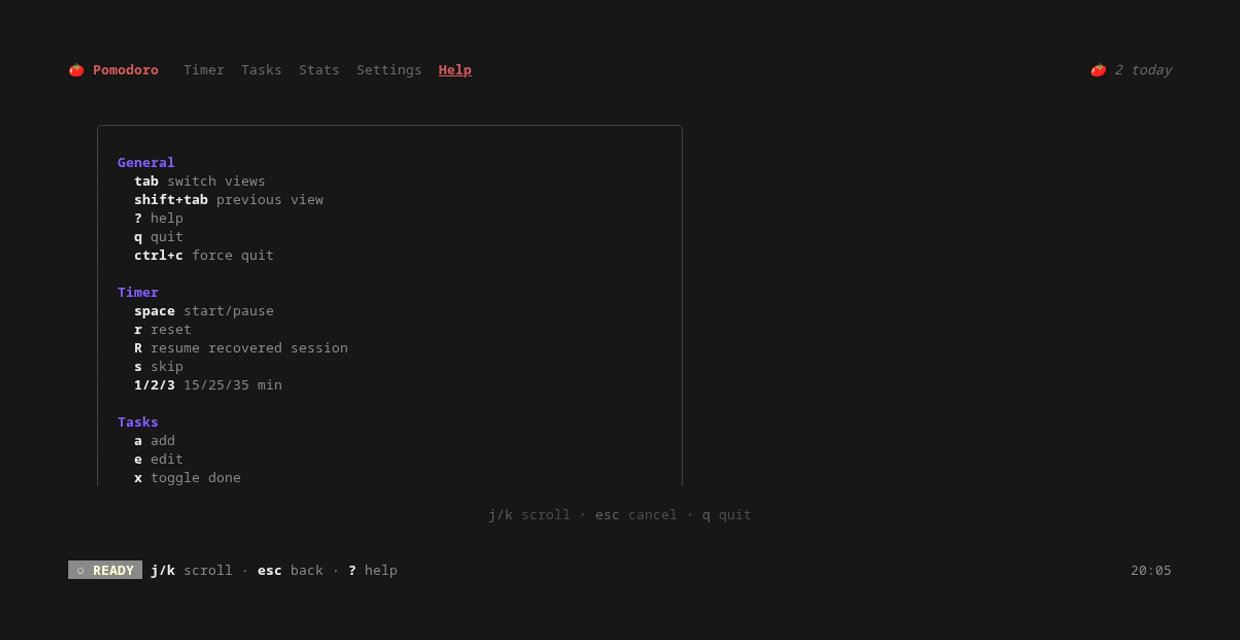 🍅 Pomodoro Timer Tasks Stats Settings Help 🍅 2 today
General
tab switch views
shift+tab previous view
? help
q quit
ctrl+c force quit
Timer
space start/pause
r reset
R resume recovered session
s skip
1/2/3 15/25/35 min
Tasks
a add
e edit
x toggle done
j/k scroll • esc cancel • q quit
○ READY j/k scroll · esc back · ? help 20:05